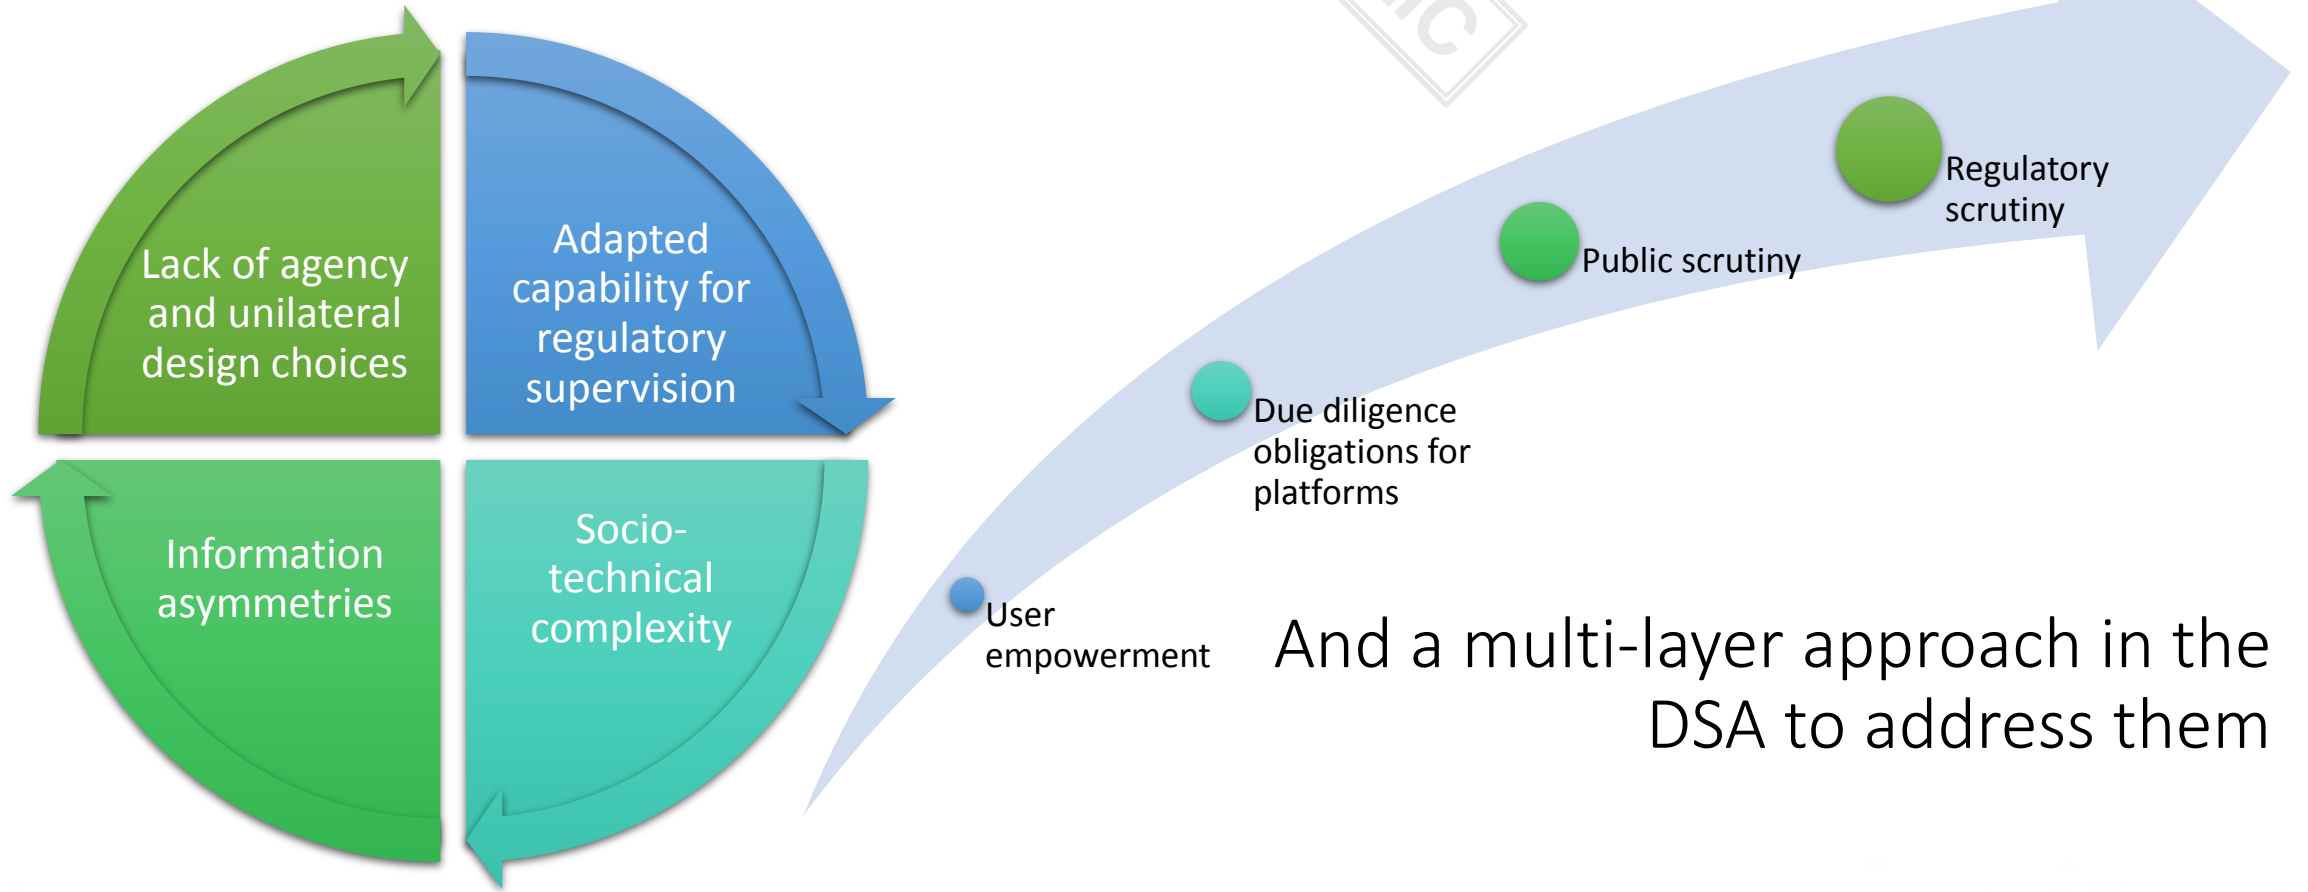 Lack of agency
and unilateral
design choices
Adapted
capability for
regulatory
supervision
Information
asymmetries
Socio-
technical
complexity
Regulatory
scrutiny
Public scrutiny
Due diligence
obligations for
platforms
User
empowerment
And a multi-layer approach in the
DSA to address them